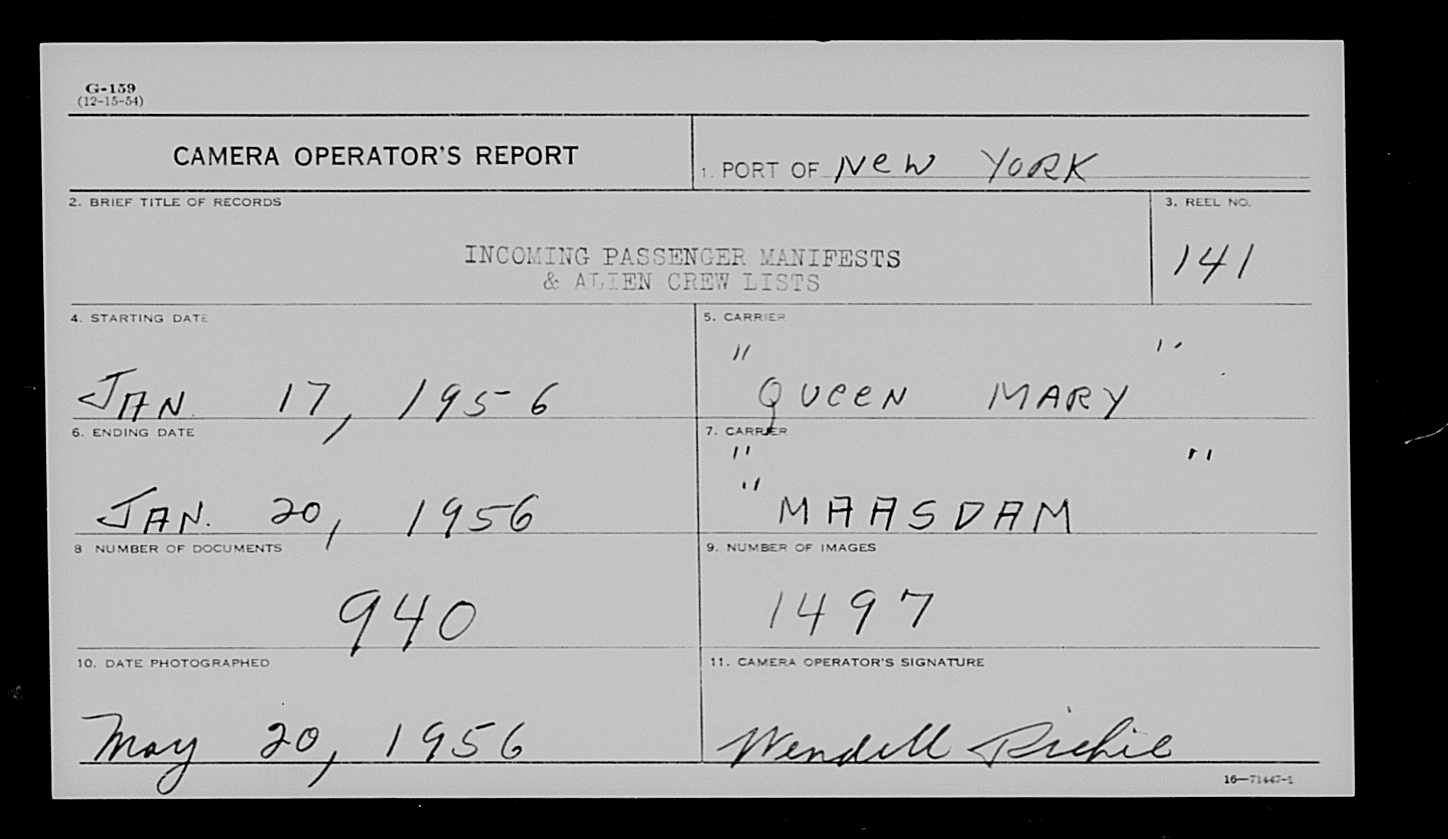 G-159
(12-15-54)
CAMERA OPERATOR'S REPORT
1. PORT OF New YORK
2. BRIEF TITLE OF RECORDS
INCOMING PASSENGER MANIFESTS
& ALIEN CREW LISTS
3. REEL NO.
141
4. STARTING DATE
JAN 17, 1956
5. CARRIER
" QUEEN MARY "
6. ENDING DATE
JAN. 20, 1956
7. CARRIER
" " MAASDAM "
8 NUMBER OF DOCUMENTS
940
9. NUMBER OF IMAGES
1497
10. DATE PHOTOGRAPHED
May 20, 1956
11. CAMERA OPERATOR'S SIGNATURE
Wendell Richie
16—71447-1